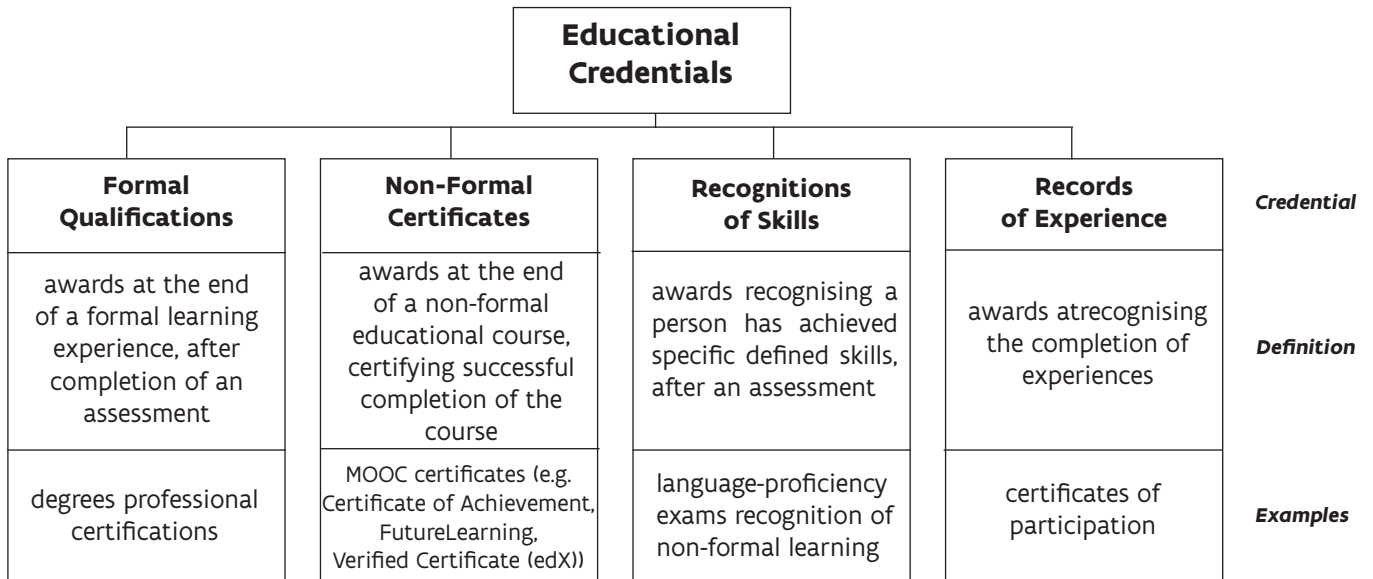 Educational
Credentials
Formal
Qualifications
Non-Formal
Certificates
Recognitions
of Skills
Records
of Experience
Credential
awards at the end
of a formal learning
experience, after
completion of an
assessment
awards at the end
of a non-formal
educational course,
certifying successful
completion of the
course
awards recognising a
person has achieved
specific defined skills,
after an assessment
awards atrecognising
the completion of
experiences
Definition
degrees professional
certifications
MOOC certificates (e.g.
Certificate of Achievement,
FutureLearning,
Verified Certificate (edX))
language-proficiency
exams recognition of
non-formal learning
certificates of
participation
Examples